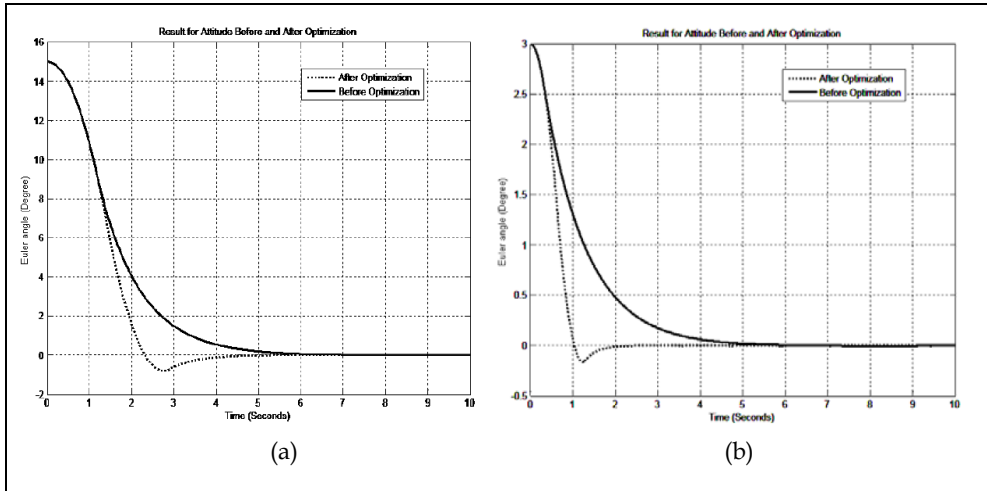 Result for Attitude Before and After Optimization
16
14
12
10
8
6
4
2
0
-2
Euler angle (Degree)
After Optimization
Before Optimization
0 1 2 3 4 5 6 7 8 9 10
Time (Seconds)
(a)
Result for Attitude Before and After Optimization
3
2.5
2
1.5
1
0.5
0
-0.5
Euler angle (Degree)
After Optimization
Before Optimization
0 1 2 3 4 5 6 7 8 9 10
Time (Seconds)
(b)